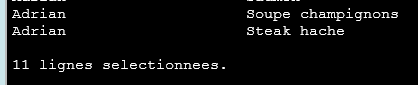 Adrian Soupe champignons
Adrian Steak hache
11 lignes selectionnees.